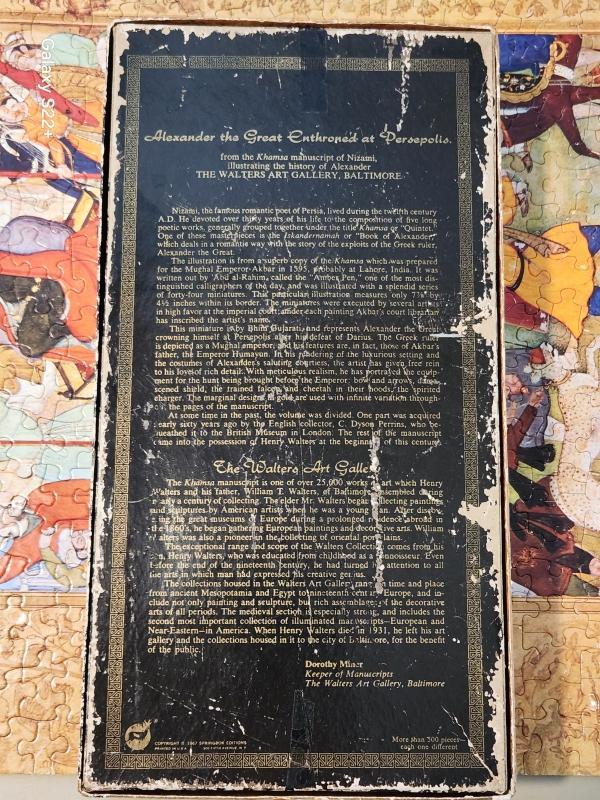 Galaxy S22+
Alexander the Great Enthroned at Persepolis.
from the Khamsa manuscript of Nizami,
illustrating the history of Alexander
THE WALTERS ART GALLERY, BALTIMORE
Nizami, the famous romantic poet of Persia, lived during the twelfth century
A.D. He devoted over thirty years of his life to the composition of five long
poetic works, generally grouped together under the title Khamsa or "Quintet."
One of these masterpieces is the Iskandernamah or "Book of Alexander,"
which deals in a romantic way with the story of the exploits of the Greek ruler,
Alexander the Great.
The illustration is from a superb copy of the Khamsa which was prepared
for the Mughal Emperor Akbar in 1595, probably at Lahore, India. It was
written out by 'Abd al-Rahim, called the "Amber Pen," one of the most dis-
tinguished calligraphers of the day, and was illustrated with a splendid series
of forty-four miniatures. This particular illustration measures only 7⅞ by
4½ inches within its border. The miniatures were executed by several artists
in high favor at the imperial court; under each painting Akbar's court librarian
has inscribed the artist's name.
This miniature is by Bhim Gujarati, and represents Alexander the Great
crowning himself at Persepolis after his defeat of Darius. The Greek ruler
is depicted as a Mughal emperor, and his features are, in fact, those of Akbar's
father, the Emperor Humayun. In his rendering of the luxurious setting and
the costumes of Alexander's saluting courtiers, the artist has given free rein
to his love of rich detail. With meticulous realism, he has portrayed the equip-
ment for the hunt being brought before the Emperor: bow and arrows, dama-
scened shield, the trained falcon and cheetah in their hoods, the spirited
charger. The marginal designs in gold are used with infinite variation through-
the pages of the manuscript.
At some time in the past, the volume was divided. One part was acquired
early sixty years ago by the English collector, C. Dyson Perrins, who be-
queathed it to the British Museum in London. The rest of the manuscript
came into the possession of Henry Walters at the beginning of this century.
The Walters Art Gallery
The Khamsa manuscript is one of over 25,000 works of art which Henry
Walters and his father, William T. Walters, of Baltimore assembled during
nearly a century of collecting. The elder Mr. Walters began collecting paintings
and sculptures by American artists when he was a young man. After discov-
ering the great museums of Europe during a prolonged residence abroad in
the 1860's, he began gathering European paintings and decorative arts. William
Walters was also a pioneer in the collecting of oriental porcelains.
The exceptional range and scope of the Walters Collection comes from his
son, Henry Walters, who was educated from childhood as a connoisseur. Even
before the end of the nineteenth century, he had turned his attention to all
the arts in which man had expressed his creative genius.
The collections housed in the Walters Art Gallery range in time and place
from ancient Mesopotamia and Egypt to nineteenth century Europe, and in-
clude not only painting and sculpture, but rich assemblages of the decorative
arts of all periods. The medieval section is especially strong, and includes the
second most important collection of illuminated manuscripts—European and
Near-Eastern—in America. When Henry Walters died in 1931, he left his art
gallery and the collections housed in it to the city of Baltimore, for the benefit
of the public.
Dorothy Miner
Keeper of Manuscripts
The Walters Art Gallery, Baltimore
COPYRIGHT © 1967 SPRINGBOK EDITIONS
PRINTED IN U.S.A.
More than 500 pieces—
each one different